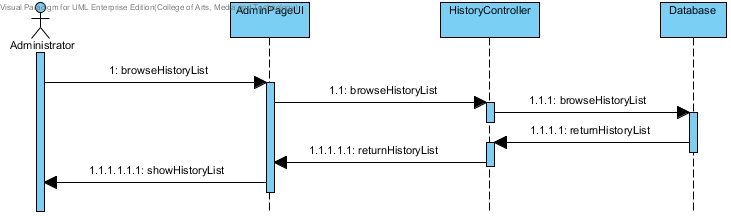 Visual Paradigm for UML Enterprise Edition(College of Arts, Media and
AdminPageUI
HistoryController
Database
Administrator
1: browseHistoryList
1.1: browseHistoryList
1.1.1: browseHistoryList
1.1.1.1: returnHistoryList
1.1.1.1.1: returnHistoryList
1.1.1.1.1.1: showHistoryList